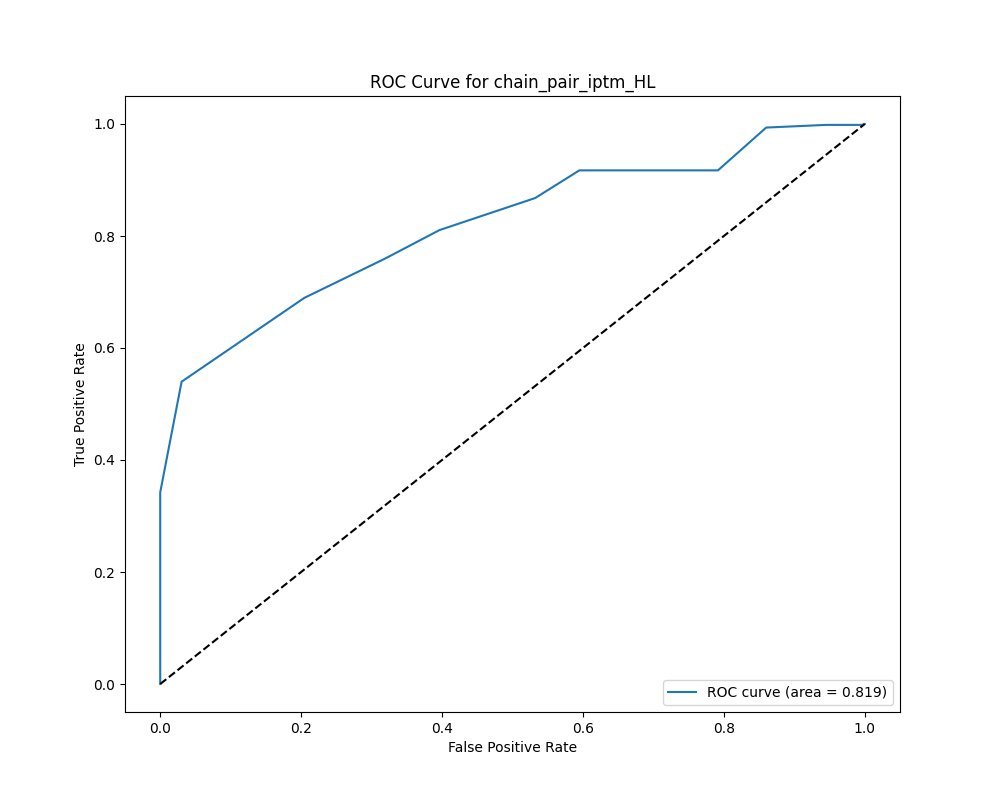 ROC Curve for chain_pair_iptm_HL
True Positive Rate
1.0
0.8
0.6
0.4
0.2
0.0
ROC curve (area = 0.819)
0.0 0.2 0.4 0.6 0.8 1.0
False Positive Rate